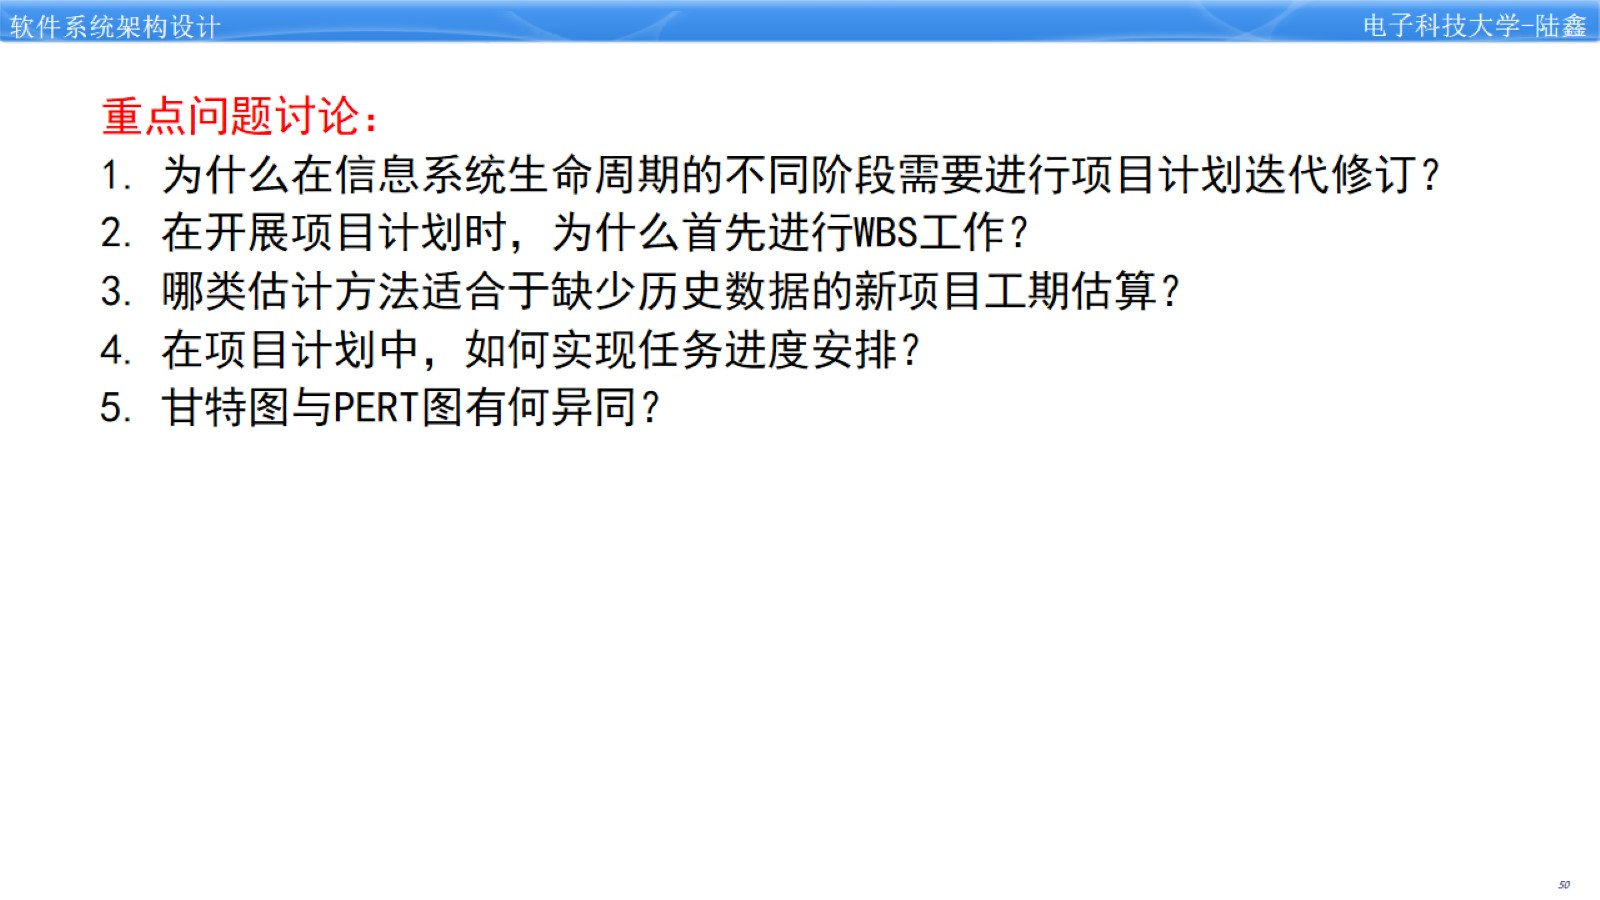 软件系统架构设计
电子科技大学-陆鑫
重点问题讨论：
1. 为什么在信息系统生命周期的不同阶段需要进行项目计划迭代修订？
2. 在开展项目计划时，为什么首先进行WBS工作？
3. 哪类估计方法适合于缺少历史数据的新项目工期估算？
4. 在项目计划中，如何实现任务进度安排？
5. 甘特图与PERT图有何异同？
50